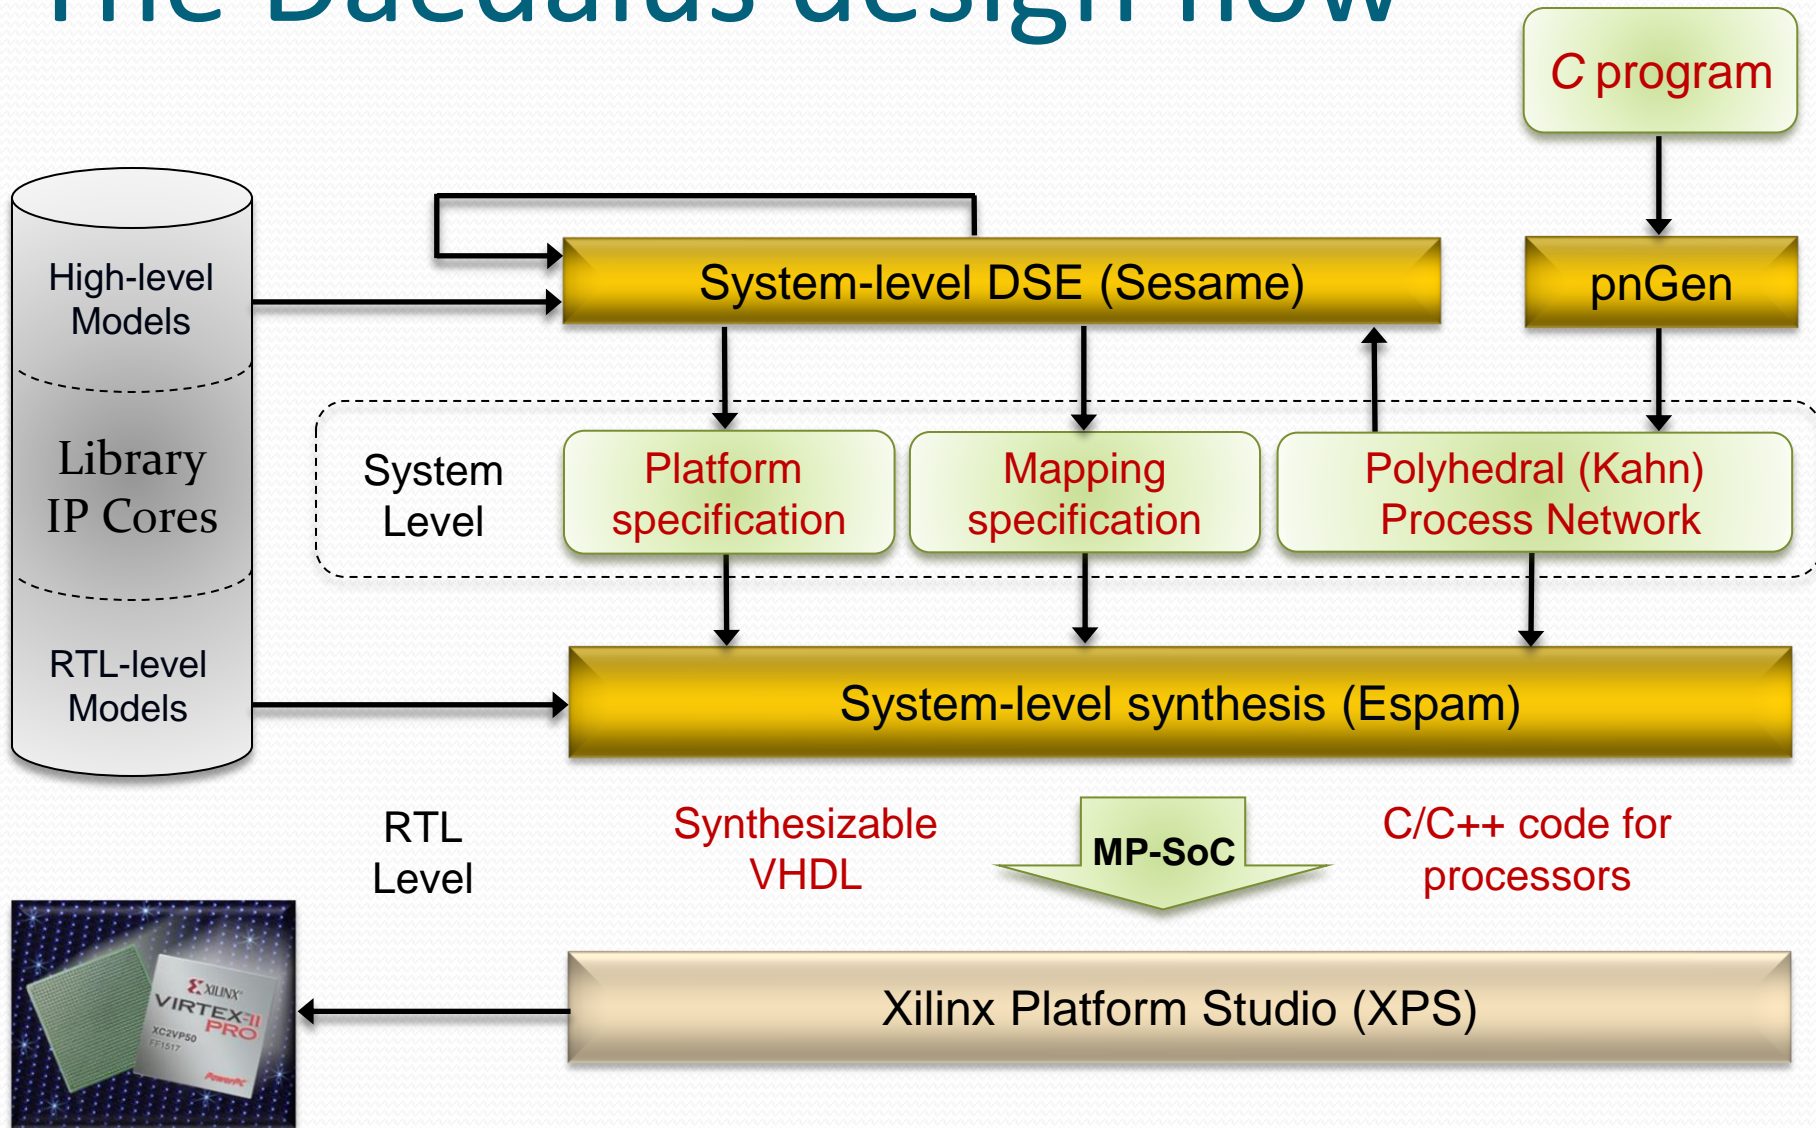 The Daedalus design flow
C program
High-level
Models
System-level DSE (Sesame)
pnGen
Library
IP Cores
System
Level
Platform
specification
Mapping
specification
Polyhedral (Kahn)
Process Network
RTL-level
Models
System-level synthesis (Espam)
RTL
Level
Synthesizable
VHDL
MP-SoC
C/C++ code for
processors
XILINX
VIRTEX-II
PRO
XC2VP50
FF1517
PowerPC
Xilinx Platform Studio (XPS)